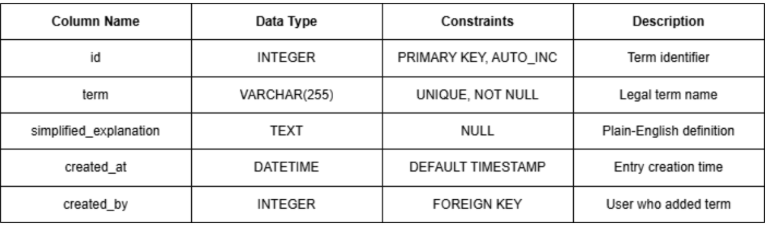 Column Name Data Type Constraints Description
id INTEGER PRIMARY KEY, AUTO_INC Term identifier
term VARCHAR(255) UNIQUE, NOT NULL Legal term name
simplified_explanation TEXT NULL Plain-English definition
created_at DATETIME DEFAULT TIMESTAMP Entry creation time
created_by INTEGER FOREIGN KEY User who added term